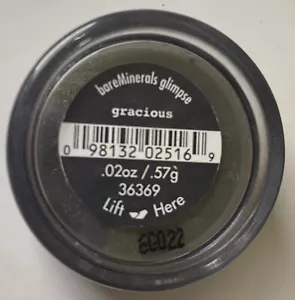 bareMinerals glimpse
gracious
0 98132 02516 9
.02oz /.57g
36369
Lift Here